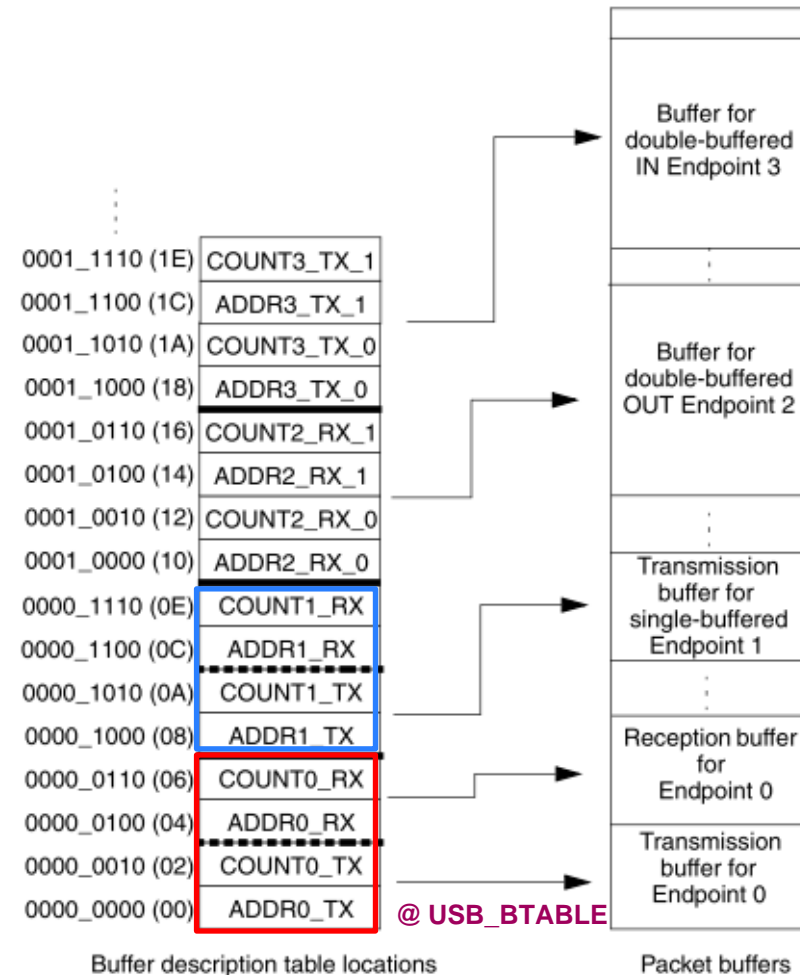 0001_1110 (1E) COUNT3_TX_1
0001_1100 (1C) ADDR3_TX_1
0001_1010 (1A) COUNT3_TX_0
0001_1000 (18) ADDR3_TX_0
0001_0110 (16) COUNT2_RX_1
0001_0100 (14) ADDR2_RX_1
0001_0010 (12) COUNT2_RX_0
0001_0000 (10) ADDR2_RX_0
0000_1110 (0E) COUNT1_RX
0000_1100 (0C) ADDR1_RX
0000_1010 (0A) COUNT1_TX
0000_1000 (08) ADDR1_TX
0000_0110 (06) COUNT0_RX
0000_0100 (04) ADDR0_RX
0000_0010 (02) COUNT0_TX
0000_0000 (00) ADDR0_TX
@ USB_BTABLE
Buffer description table locations
Buffer for
double-buffered
IN Endpoint 3
Buffer for
double-buffered
OUT Endpoint 2
Transmission
buffer for
single-buffered
Endpoint 1
Reception buffer
for
Endpoint 0
Transmission
buffer for
Endpoint 0
Packet buffers